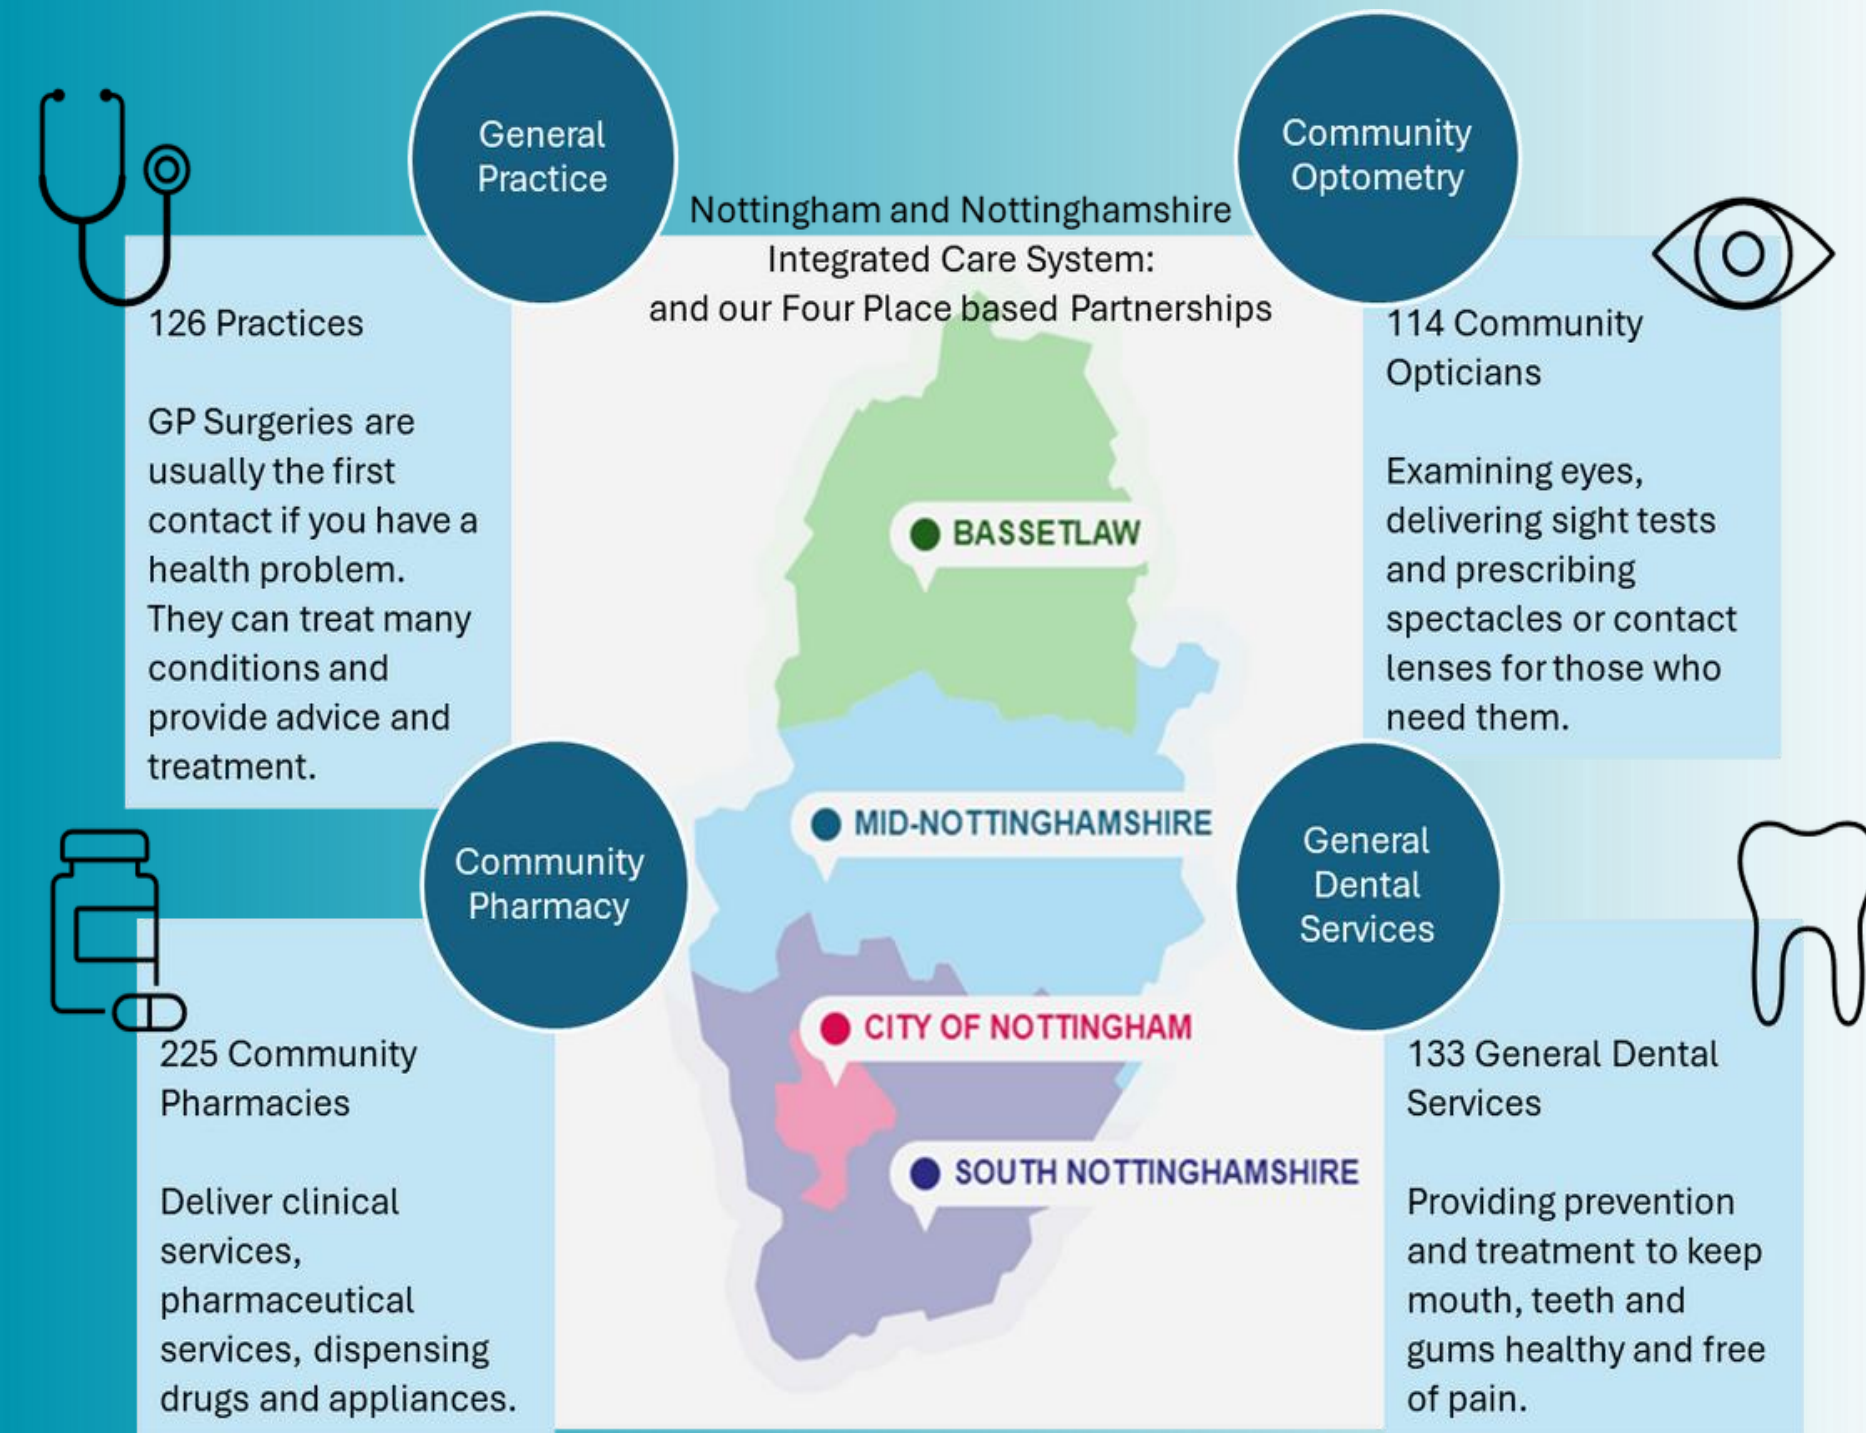 General
Practice
Community
Optometry
Nottingham and Nottinghamshire
Integrated Care System:
and our Four Place based Partnerships
126 Practices
GP Surgeries are
usually the first
contact if you have a
health problem.
They can treat many
conditions and
provide advice and
treatment.
114 Community
Opticians
Examining eyes,
delivering sight tests
and prescribing
spectacles or contact
lenses for those who
need them.
BASSETLAW
MID-NOTTINGHAMSHIRE
CITY OF NOTTINGHAM
SOUTH NOTTINGHAMSHIRE
Community
Pharmacy
225 Community
Pharmacies
Deliver clinical
services,
pharmaceutical
services, dispensing
drugs and appliances.
General
Dental
Services
133 General Dental
Services
Providing prevention
and treatment to keep
mouth, teeth and
gums healthy and free
of pain.